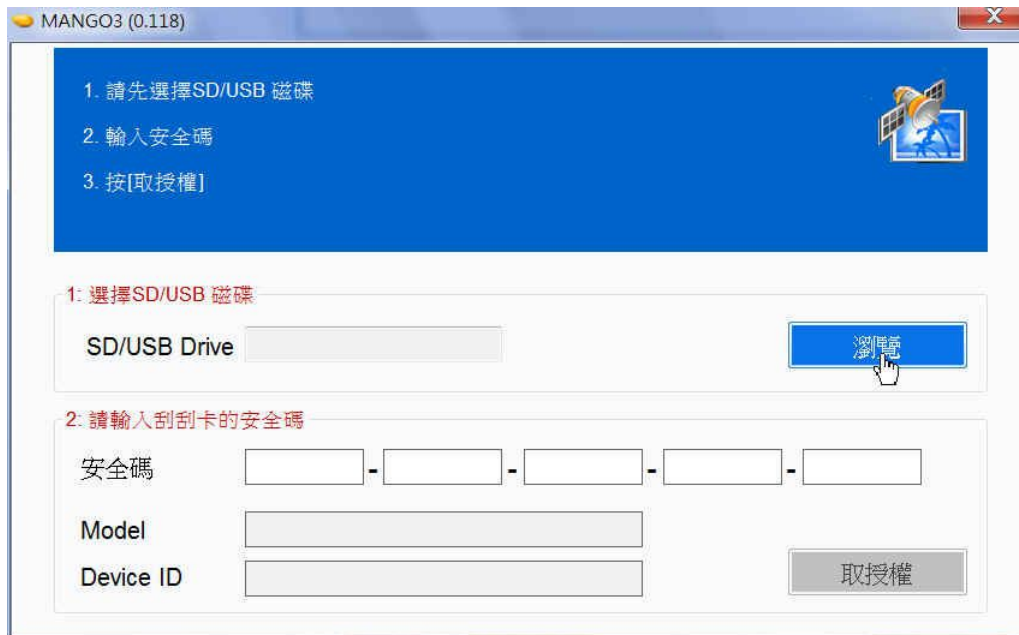 MANGO3 (0.118)
1. 請先選擇SD/USB 磁碟
2. 輸入安全碼
3. 按[取授權]
1: 選擇SD/USB 磁碟
SD/USB Drive
瀏覽
2: 請輸入刮刮卡的安全碼
安全碼 - - - -
Model
Device ID
取授權